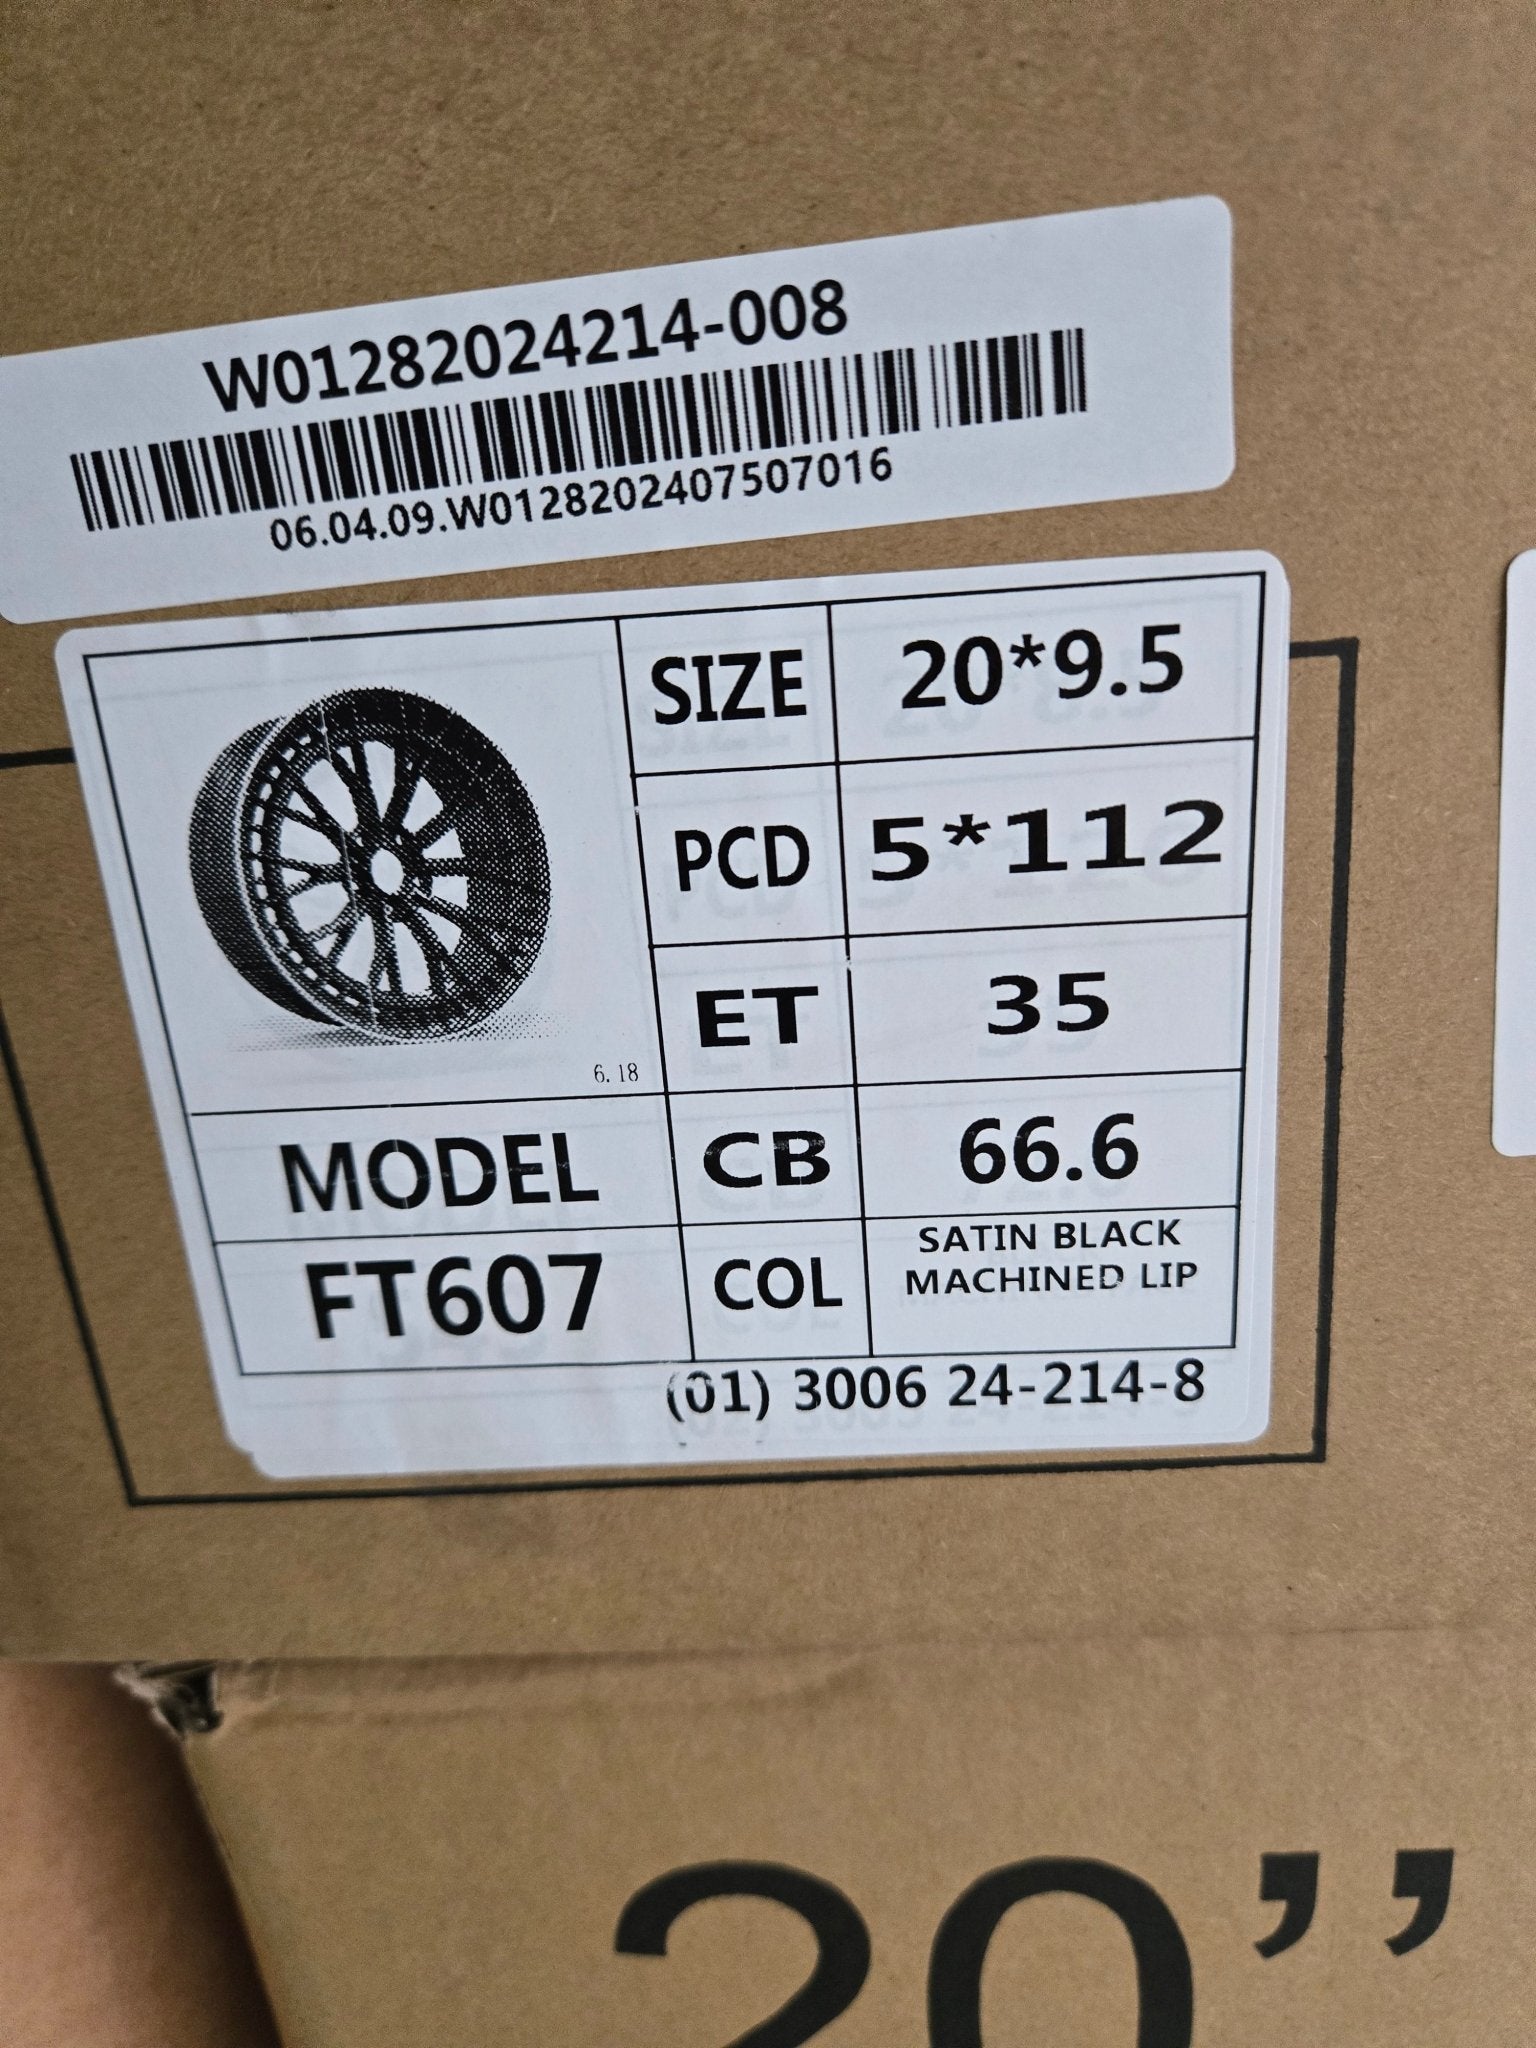 W01282024214-008
06.04.09.W0128202407507016
SIZE 20*9.5
PCD 5*112
ET 35
6.18
MODEL CB 66.6
FT607 COL SATIN BLACK
MACHINED LIP
(01) 3006 24-214-8
20”